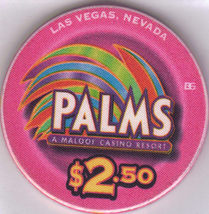 LAS VEGAS, NEVADA
BG
PALMS
A MALOOF CASINO RESORT
$2.50